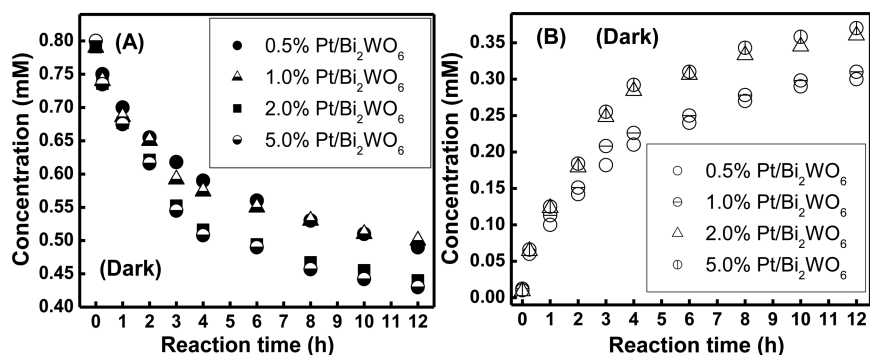 (A)
0.5% Pt/Bi2WO6
1.0% Pt/Bi2WO6
2.0% Pt/Bi2WO6
5.0% Pt/Bi2WO6
(Dark)
Concentration (mM)
0.80
0.75
0.70
0.65
0.60
0.55
0.50
0.45
0.40
0 1 2 3 4 5 6 7 8 9 10 11 12
Reaction time (h)
(B) (Dark)
0.5% Pt/Bi2WO6
1.0% Pt/Bi2WO6
2.0% Pt/Bi2WO6
5.0% Pt/Bi2WO6
Concentration (mM)
0.35
0.30
0.25
0.20
0.15
0.10
0.05
0.00
0 1 2 3 4 5 6 7 8 9 10 11 12
Reaction time (h)